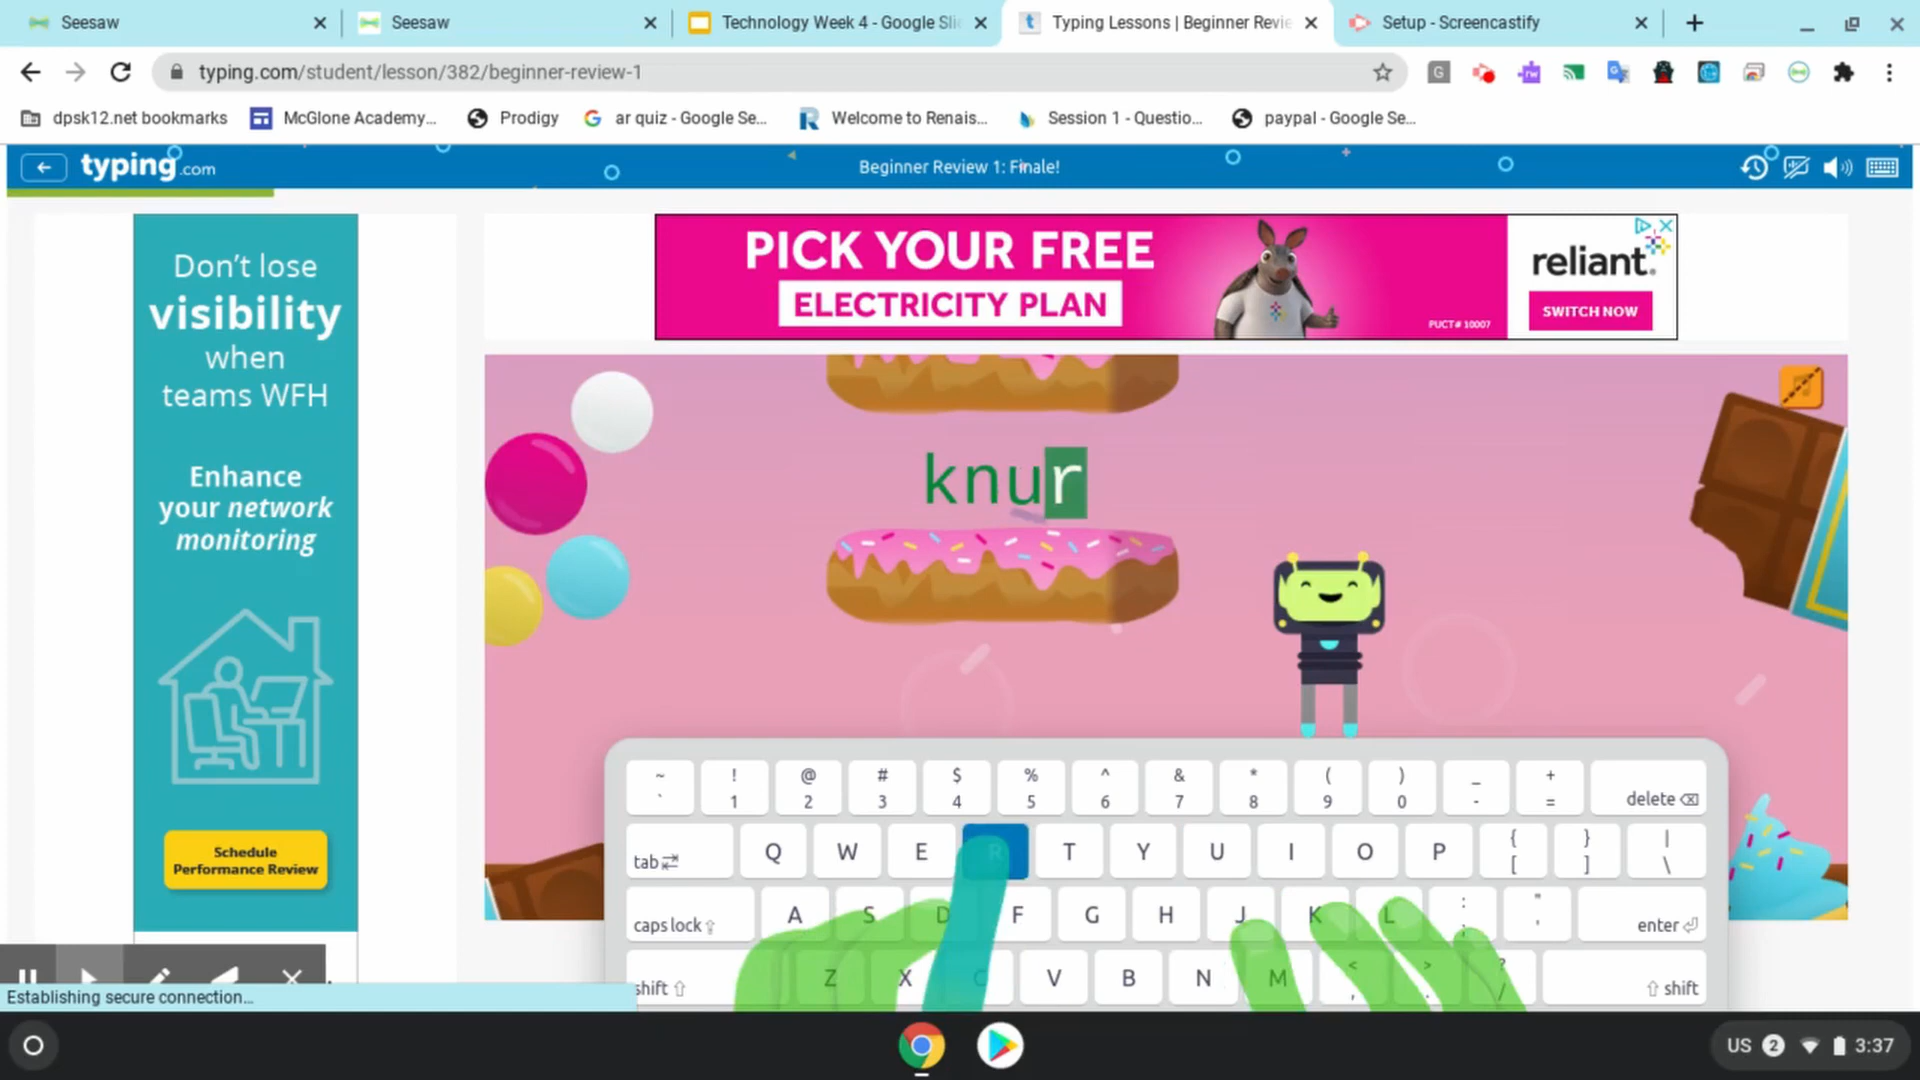 Seesaw
Seesaw
Technology Week 4 - Google Sli
Typing Lessons | Beginner Revie
Setup - Screencastify
typing.com/student/lesson/382/beginner-review-1
dpsk12.net bookmarks
McGlone Academy...
Prodigy
ar quiz - Google Se...
Welcome to Renais...
Session 1 - Questio...
paypal - Google Se...
typing.com
Beginner Review 1: Finale!
Don't lose
visibility
when
teams WFH
Enhance
your network
monitoring
Schedule
Performance Review
PICK YOUR FREE
ELECTRICITY PLAN
PUCT# 10007
reliant.
SWITCH NOW
knur
~ ! @ # $ % ^ & * ( ) _ +
` 1 2 3 4 5 6 7 8 9 0 - = delete
tab Q W E R T Y U I O P { [ } ] | \
caps lock A S D F G H J K L : ; " ' enter
shift Z X C V B N M < , > . ? / shift
Establishing secure connection...
US 2 3:37